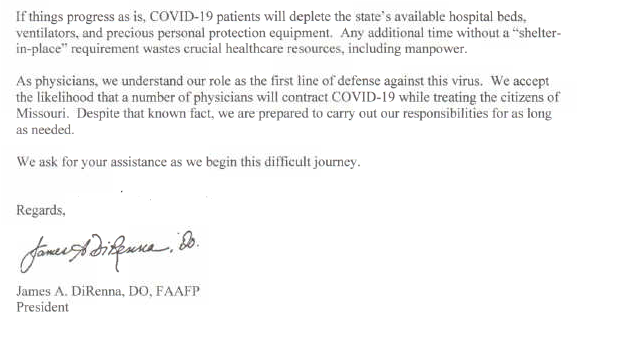 If things progress as is, COVID-19 patients will deplete the state's available hospital beds,
ventilators, and precious personal protection equipment.  Any additional time without a "shelter-
in-place" requirement wastes crucial healthcare resources, including manpower.
As physicians, we understand our role as the first line of defense against this virus.  We accept
the likelihood that a number of physicians will contract COVID-19 while treating the citizens of
Missouri.  Despite that known fact, we are prepared to carry out our responsibilities for as long
as needed.
We ask for your assistance as we begin this difficult journey.
Regards,
James A DiRenna, Do.
James A. DiRenna, DO, FAAFP
President